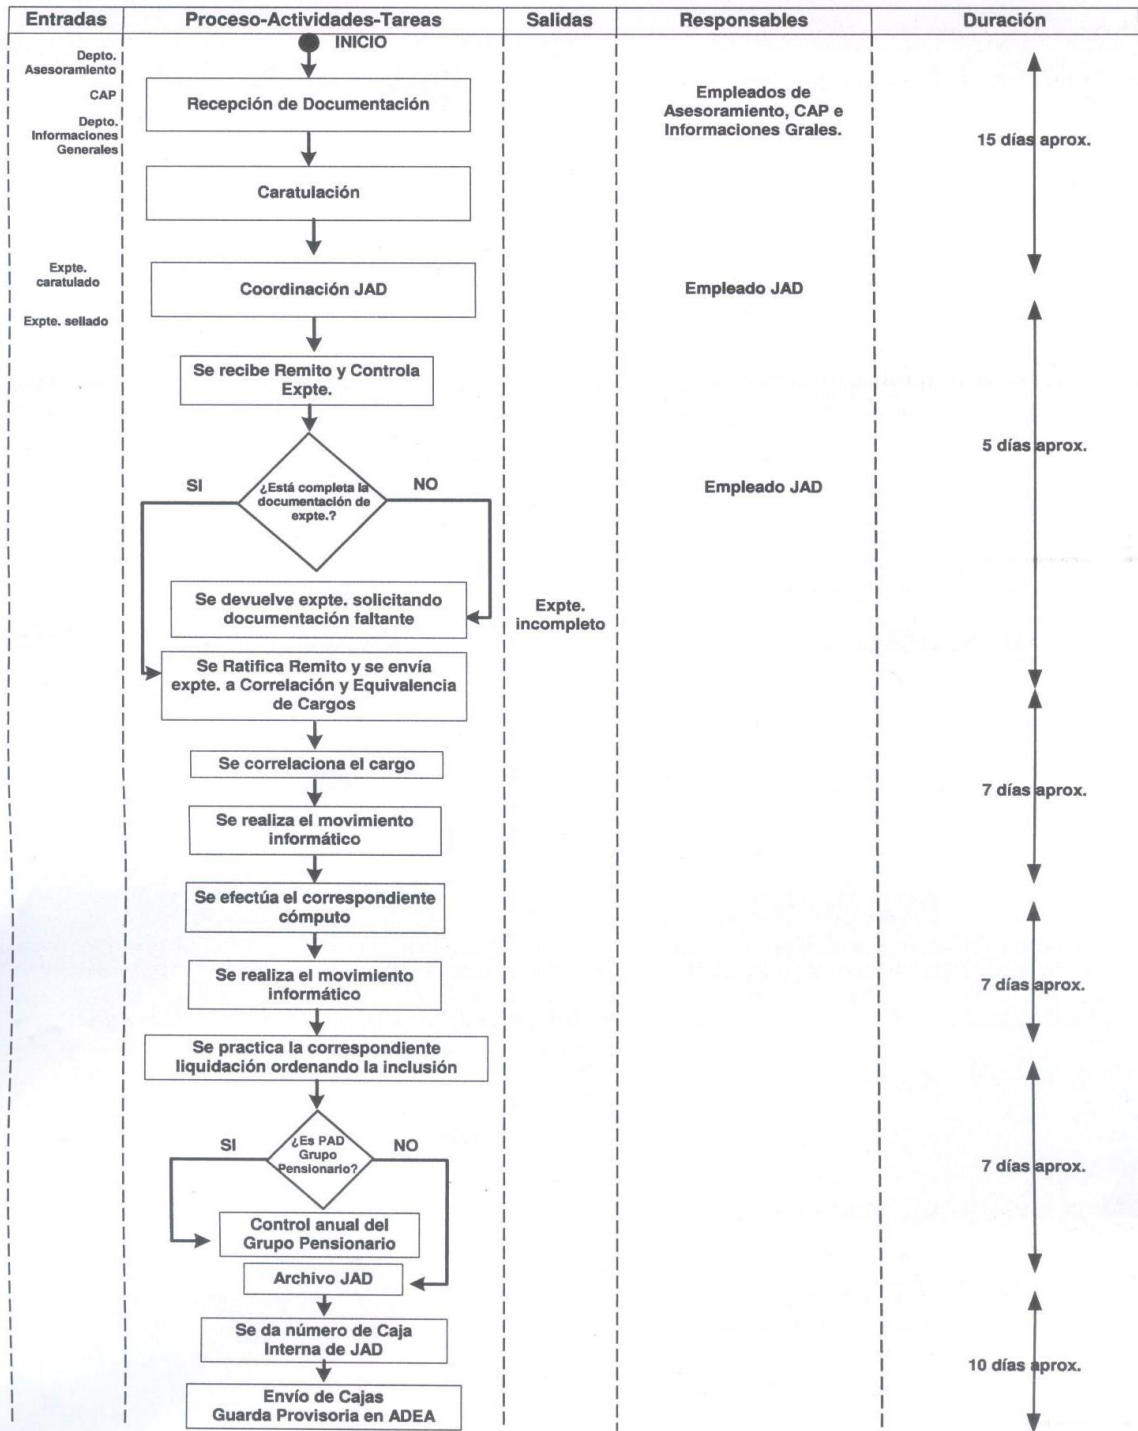 Entradas
Proceso-Actividades-Tareas
Salidas
Responsables
Duración
INICIO
Depto.
Asesoramiento
CAP
Depto.
Informaciones
Generales
Recepción de Documentación
Empleados de
Asesoramiento, CAP e
Informaciones Grales.
15 días aprox.
Caratulación
Expte.
caratulado
Expte. sellado
Coordinación JAD
Empleado JAD
Se recibe Remito y Controla
Expte.
5 días aprox.
SI
¿Está completa la
documentación de
expte.?
NO
Empleado JAD
Se devuelve expte. solicitando
documentación faltante
Expte.
incompleto
Se Ratifica Remito y se envía
expte. a Correlación y Equivalencia
de Cargos
Se correlaciona el cargo
7 días aprox.
Se realiza el movimiento
informático
Se efectúa el correspondiente
cómputo
Se realiza el movimiento
informático
7 días aprox.
Se practica la correspondiente
liquidación ordenando la inclusión
SI
¿Es PAD
Grupo
Pensionario?
NO
7 días aprox.
Control anual del
Grupo Pensionario
Archivo JAD
Se da número de Caja
Interna de JAD
10 días aprox.
Envío de Cajas
Guarda Provisoria en ADEA